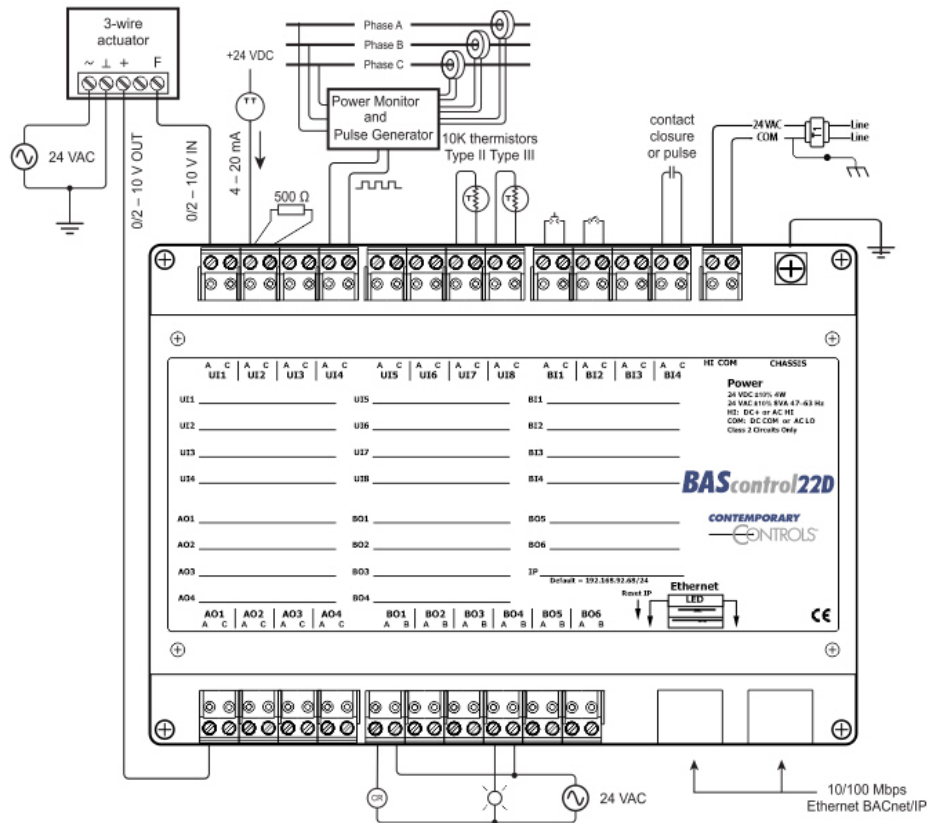 3-wire
actuator
~ ⊥ + F
24 VAC
0/2 – 10 V OUT
0/2 – 10 V IN
+24 VDC
TT
4 – 20 mA
500 Ω
Phase A
Phase B
Phase C
Power Monitor
and
Pulse Generator
10K thermistors
Type II Type III
T T
contact
closure
or pulse
24 VAC
COM
T1
Line
Line
A C A C A C A C A C A C A C A C A C A C A C A C
UI1 UI2 UI3 UI4 UI5 UI6 UI7 UI8 BI1 BI2 BI3 BI4
HI COM CHASSIS
Power
24 VDC ±10% 4W
24 VAC ±10% 8VA 47–63 Hz
HI: DC+ or AC HI
COM: DC COM or AC LO
Class 2 Circuits Only
UI1 UI5 BI1
UI2 UI6 BI2
UI3 UI7 BI3
UI4 UI8 BI4
BAScontrol22D
CONTEMPORARY
CONTROLS
AO1 BO1 BO5
AO2 BO2 BO6
AO3 BO3 IP
Default = 192.168.92.68/24
AO4 BO4
Reset IP
Ethernet
LED
CE
AO1 AO2 AO3 AO4 BO1 BO2 BO3 BO4 BO5 BO6
A C A C A C A C A B A B A B A B A B A B
CR
24 VAC
10/100 Mbps
Ethernet BACnet/IP